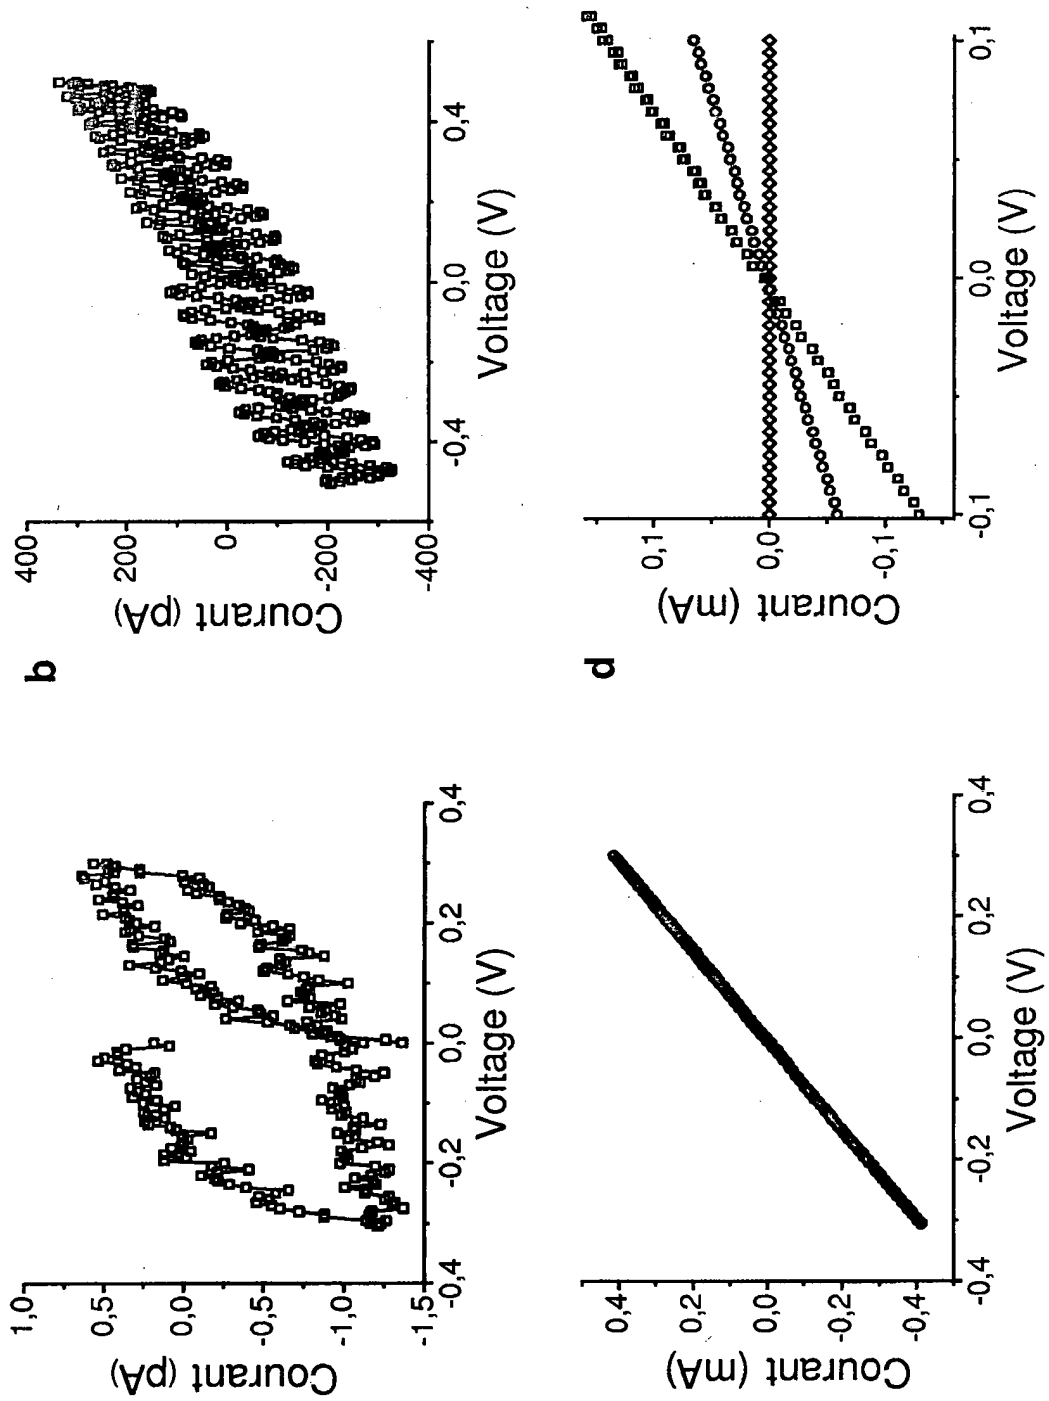 1,0
0,5
0,0
-0,5
-1,0
-1,5
Courant (pA)
-0,4 -0,2 0,0 0,2 0,4
Voltage (V)
b
400
200
0
-200
-400
Courant (pA)
-0,4 0,0 0,4
Voltage (V)
0,4
0,2
0,0
-0,2
-0,4
Courant (mA)
-0,4 -0,2 0,0 0,2 0,4
Voltage (V)
d
0,1
0,0
-0,1
Courant (mA)
-0,1 0,0 0,1
Voltage (V)